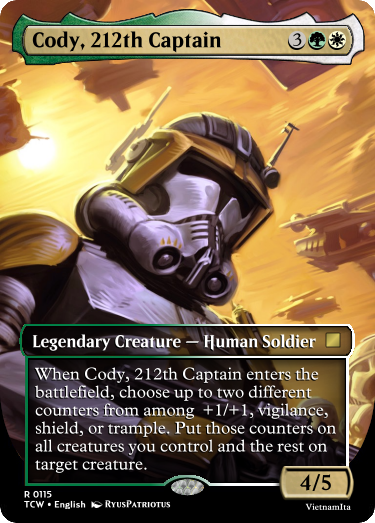 Cody, 212th Captain 3
Legendary Creature — Human Soldier
When Cody, 212th Captain enters the
battlefield, choose up to two different
counters from among +1/+1, vigilance,
shield, or trample. Put those counters on
all creatures you control and the rest on
target creature.
4/5
R 0115
TCW • English RyusPatriotus
VietnamIta